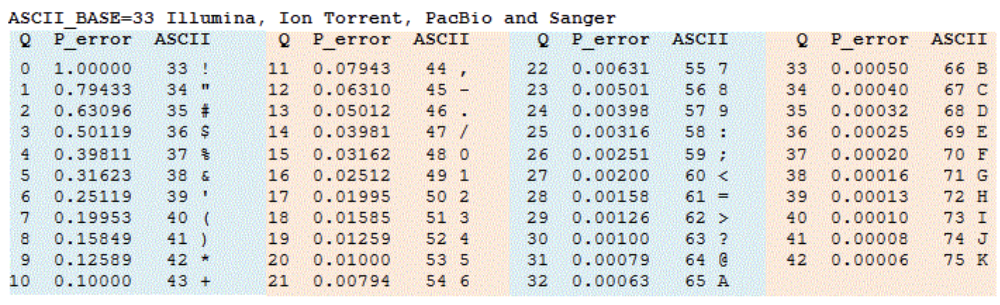 ASCII_BASE=33 Illumina, Ion Torrent, PacBio and Sanger
Q P_error ASCII Q P_error ASCII Q P_error ASCII Q P_error ASCII
0 1.00000 33 ! 11 0.07943 44 , 22 0.00631 55 7 33 0.00050 66 B
1 0.79433 34 " 12 0.06310 45 - 23 0.00501 56 8 34 0.00040 67 C
2 0.63096 35 # 13 0.05012 46 . 24 0.00398 57 9 35 0.00032 68 D
3 0.50119 36 $ 14 0.03981 47 / 25 0.00316 58 : 36 0.00025 69 E
4 0.39811 37 % 15 0.03162 48 0 26 0.00251 59 ; 37 0.00020 70 F
5 0.31623 38 & 16 0.02512 49 1 27 0.00200 60 < 38 0.00016 71 G
6 0.25119 39 ' 17 0.01995 50 2 28 0.00158 61 = 39 0.00013 72 H
7 0.19953 40 ( 18 0.01585 51 3 29 0.00126 62 > 40 0.00010 73 I
8 0.15849 41 ) 19 0.01259 52 4 30 0.00100 63 ? 41 0.00008 74 J
9 0.12589 42 * 20 0.01000 53 5 31 0.00079 64 @ 42 0.00006 75 K
10 0.10000 43 + 21 0.00794 54 6 32 0.00063 65 A